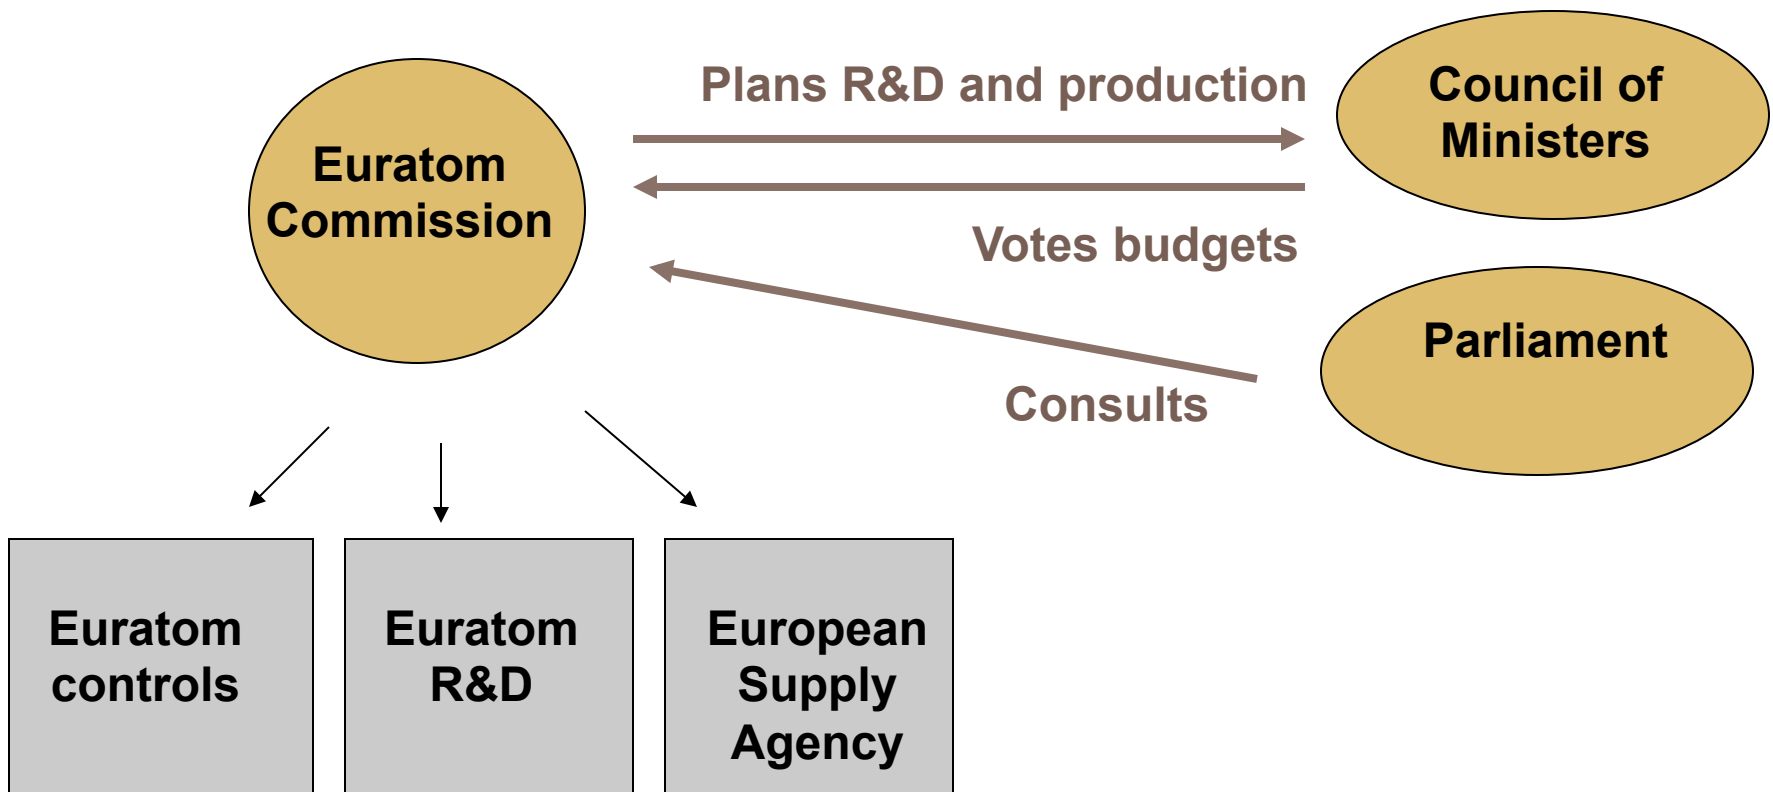 Plans R&D and production
Council of
Ministers
Euratom
Commission
Votes budgets
Parliament
Consults
Euratom
controls
Euratom
R&D
European
Supply
Agency